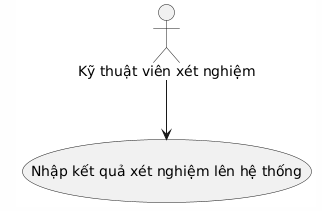 Kỹ thuật viên xét nghiệm
Nhập kết quả xét nghiệm lên hệ thống